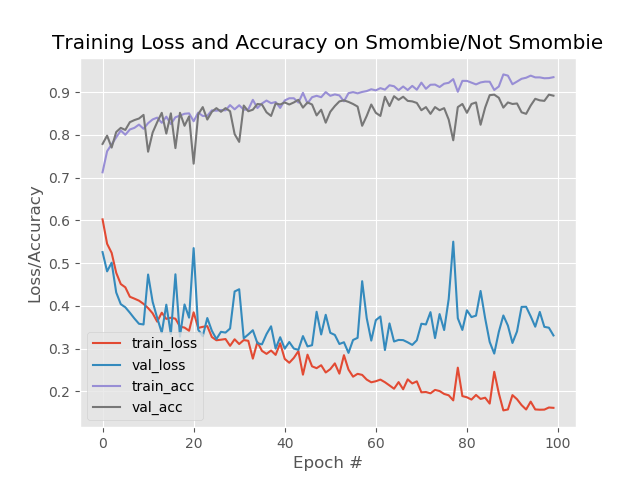 Training Loss and Accuracy on Smombie/Not Smombie
Loss/Accuracy
0.9
0.8
0.7
0.6
0.5
0.4
0.3
0.2
train_loss
val_loss
train_acc
val_acc
0 20 40 60 80 100
Epoch #